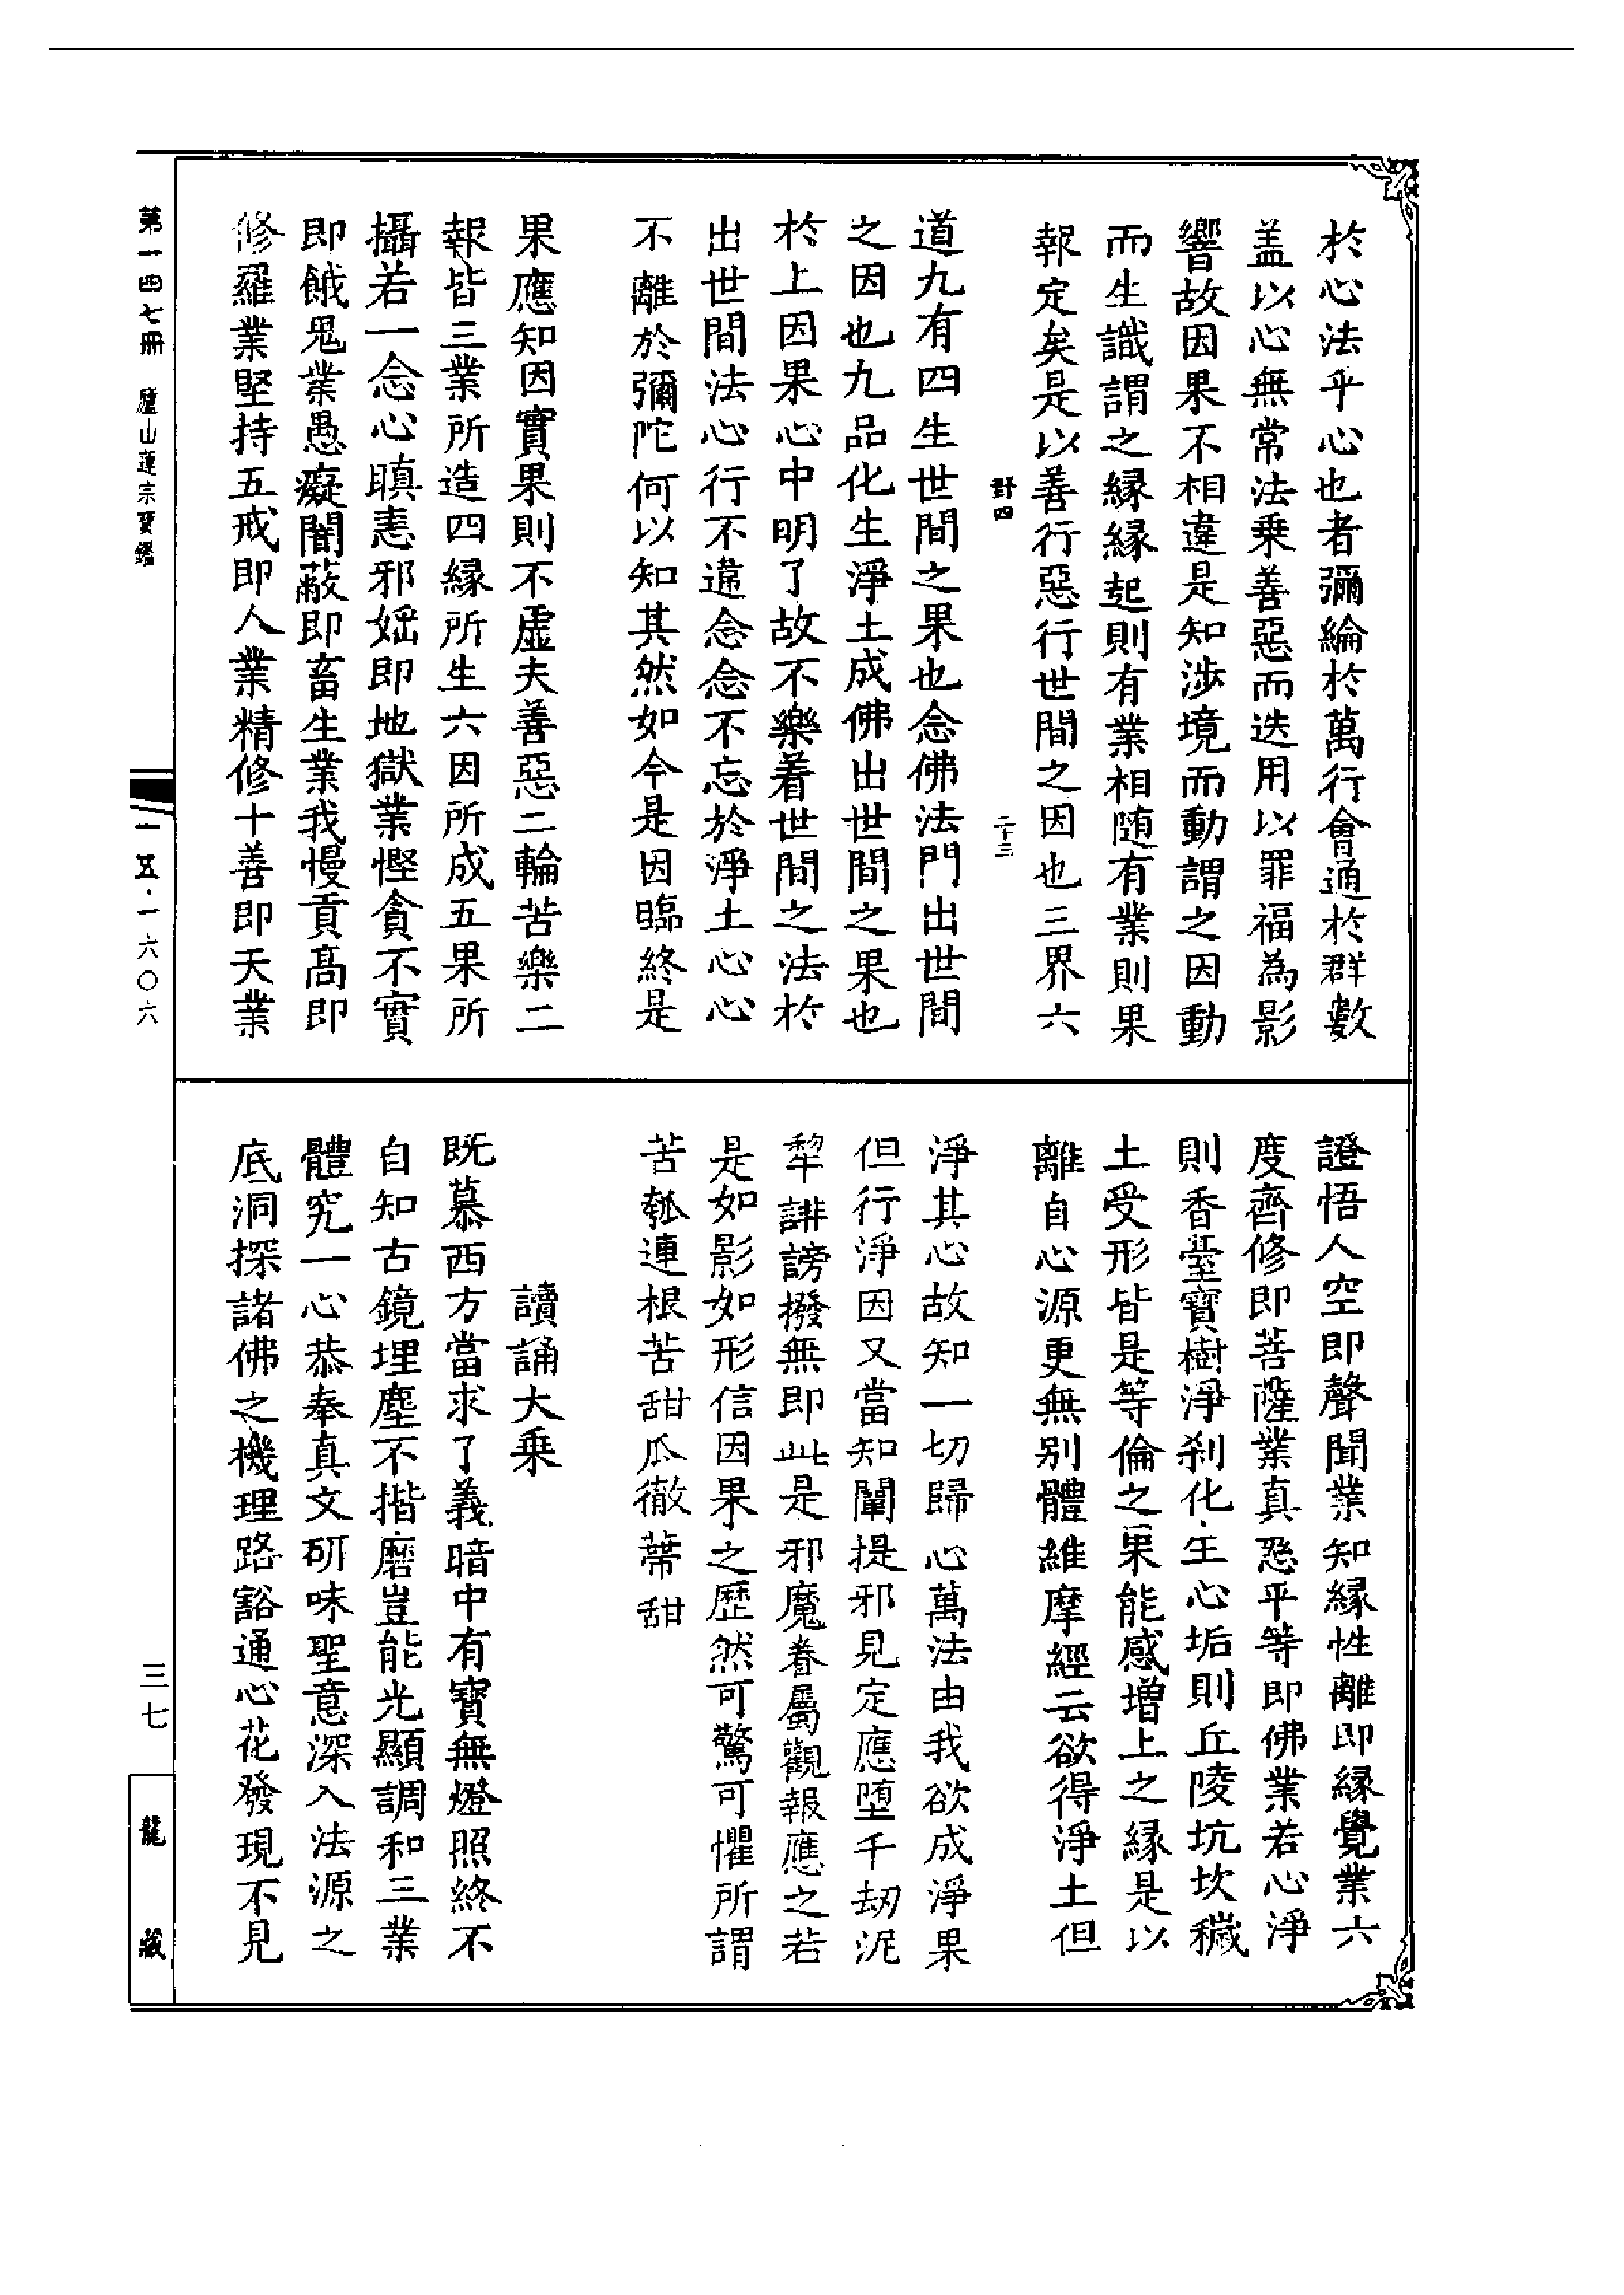 於心法乎心也者彌綸於萬行會通於群數
盖以心無常法乗善惡而迭用以罪福為影
響故因果不相違是知涉境而動謂之因動
而生識謂之縁縁起則有業相随有業則果
報定矣是以善行惡行世間之因也三界六
野四 二十三
道九有四生世間之果也念佛法門出世間
之因也九品化生淨土成佛出世間之果也
於上因果心中明了故不樂着世間之法於
出世間法心行不違念念不忘於淨土心心
不離於彌陀何以知其然如今是因臨終是
果應知因實果則不虚夫善惡二輪苦樂二
報皆三業所造四縁所生六因所成五果所
攝若一念心瞋恚邪婬即地獄業慳貪不實
即餓鬼業愚癡闇蔽即畜生業我慢貢髙即
修羅業堅持五戒即人業精修十善即天業
證悟人空即聲聞業知縁性離即縁覺業六
度齊修即菩薩業真慈平等即佛業若心淨
則香臺寳樹淨刹化生心垢則丘陵坑坎穢
土受形皆是等倫之果能感增上之縁是以
離自心源更無别體維摩經云欲得淨土但
淨其心故知一切歸心萬法由我欲成淨果
但行淨因又當知闡提邪見定應堕千劫泥
犂誹謗撥無即此是邪魔眷屬觀報應之若
是如影如形信因果之歷然可驚可懼所謂
苦瓠連根苦甜瓜徹蒂甜
讀誦大乗
既慕西方當求了義暗中有寳無燈照終不
自知古鏡埋塵不揩磨豈能光顯調和三業
體究一心恭奉真文研味聖意深入法源之
底洞探諸佛之機理路豁通心花發現不見
第一四七冊 廬山蓮宗寶鑑
一五·一六〇六
三七
龍藏